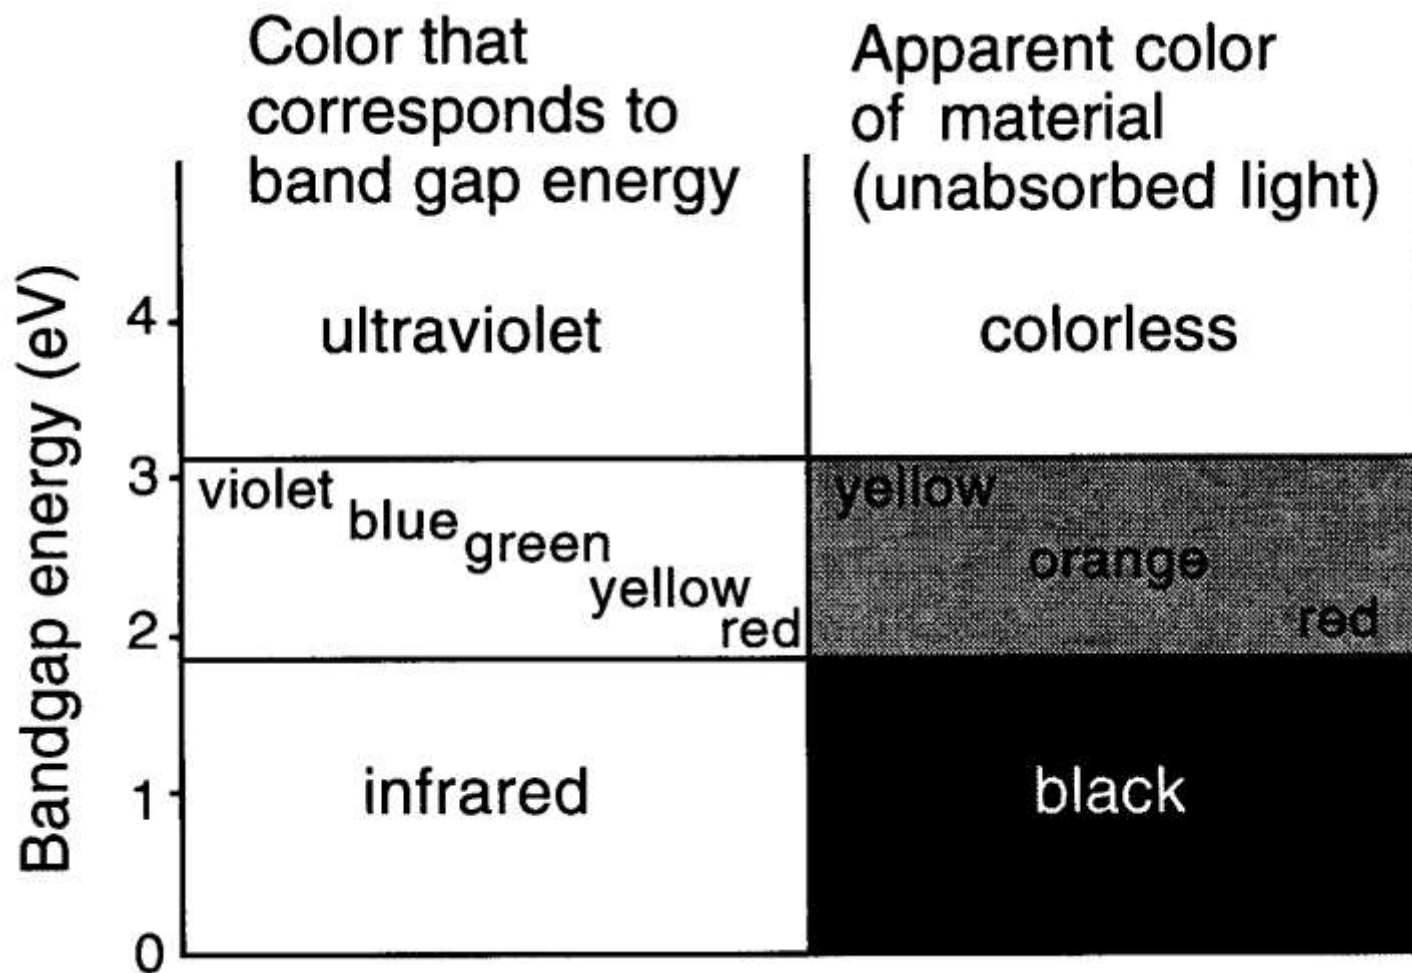 Color that
corresponds to
band gap energy
Apparent color
of material
(unabsorbed light)
Bandgap energy (eV)
4
ultraviolet
colorless
3
violet
blue
green
yellow
red
yellow
orange
red
2
1
infrared
black
0